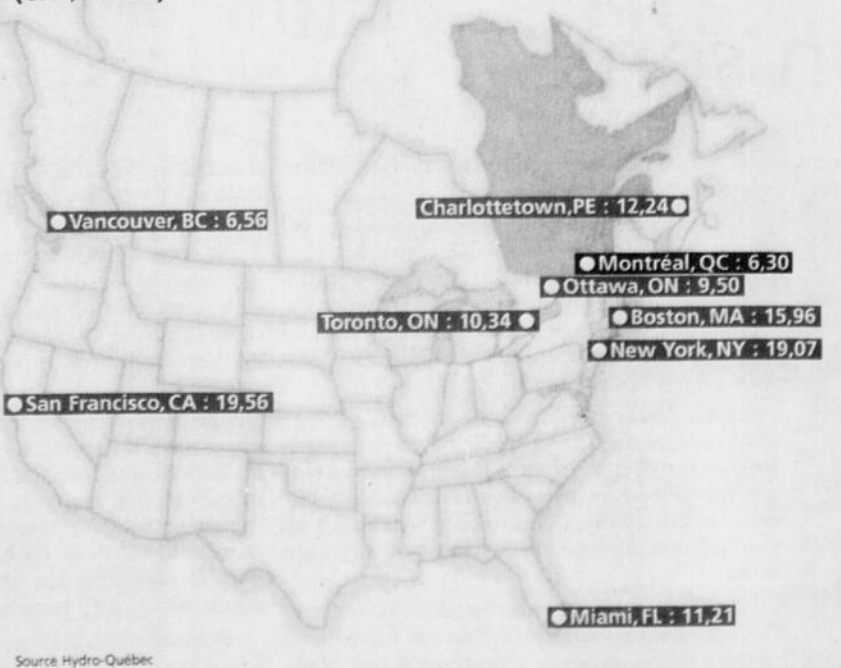 Vancouver, BC : 6,56
Charlottetown,PE : 12,24
Montréal, QC : 6,30
Ottawa, ON : 9,50
Toronto, ON : 10,34
Boston, MA : 15,96
New York, NY : 19,07
San Francisco, CA : 19,56
Miami, FL : 11,21
Source Hydro-Québec